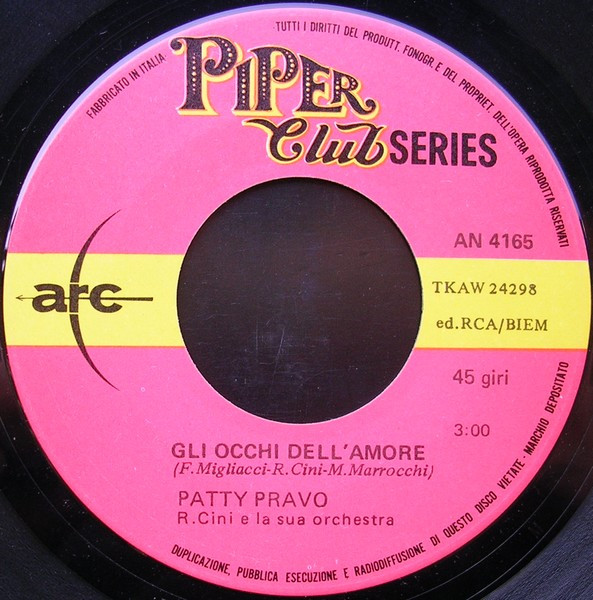 FABBRICATO IN ITALIA
TUTTI I DIRITTI DEL PRODUTT. FONOGR. E DEL PROPRIET. DELL'OPERA RIPRODOTTA RISERVATI
PIPER
Club SERIES
AN 4165
arc
TKAW 24298
ed.RCA/BIEM
45 giri
3:00
GLI OCCHI DELL'AMORE
(F.Migliacci-R.Cini-M.Marrocchi)
PATTY PRAVO
R.Cini e la sua orchestra
DUPLICAZIONE, PUBBLICA ESECUZIONE E RADIODIFFUSIONE DI QUESTO DISCO VIETATE - MARCHIO DEPOSITATO